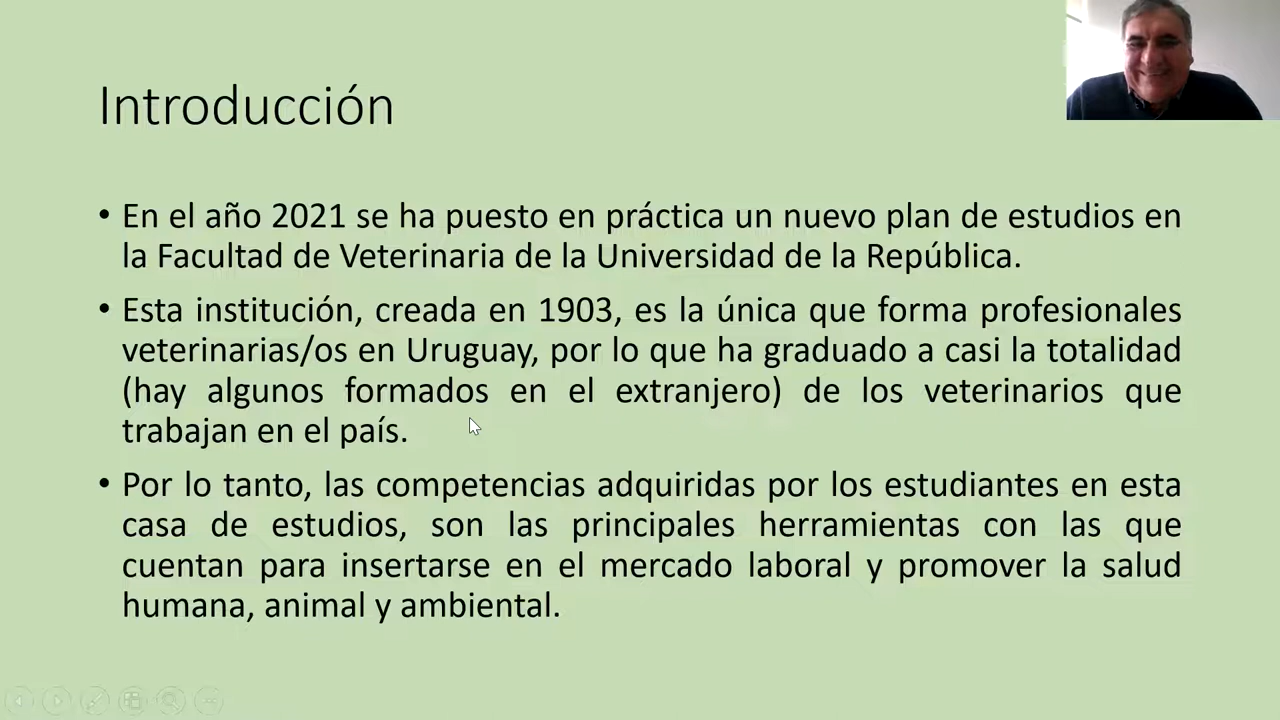 Introducción
• En el año 2021 se ha puesto en práctica un nuevo plan de estudios en
la Facultad de Veterinaria de la Universidad de la República.
• Esta institución, creada en 1903, es la única que forma profesionales
veterinarias/os en Uruguay, por lo que ha graduado a casi la totalidad
(hay algunos formados en el extranjero) de los veterinarios que
trabajan en el país.
• Por lo tanto, las competencias adquiridas por los estudiantes en esta
casa de estudios, son las principales herramientas con las que
cuentan para insertarse en el mercado laboral y promover la salud
humana, animal y ambiental.